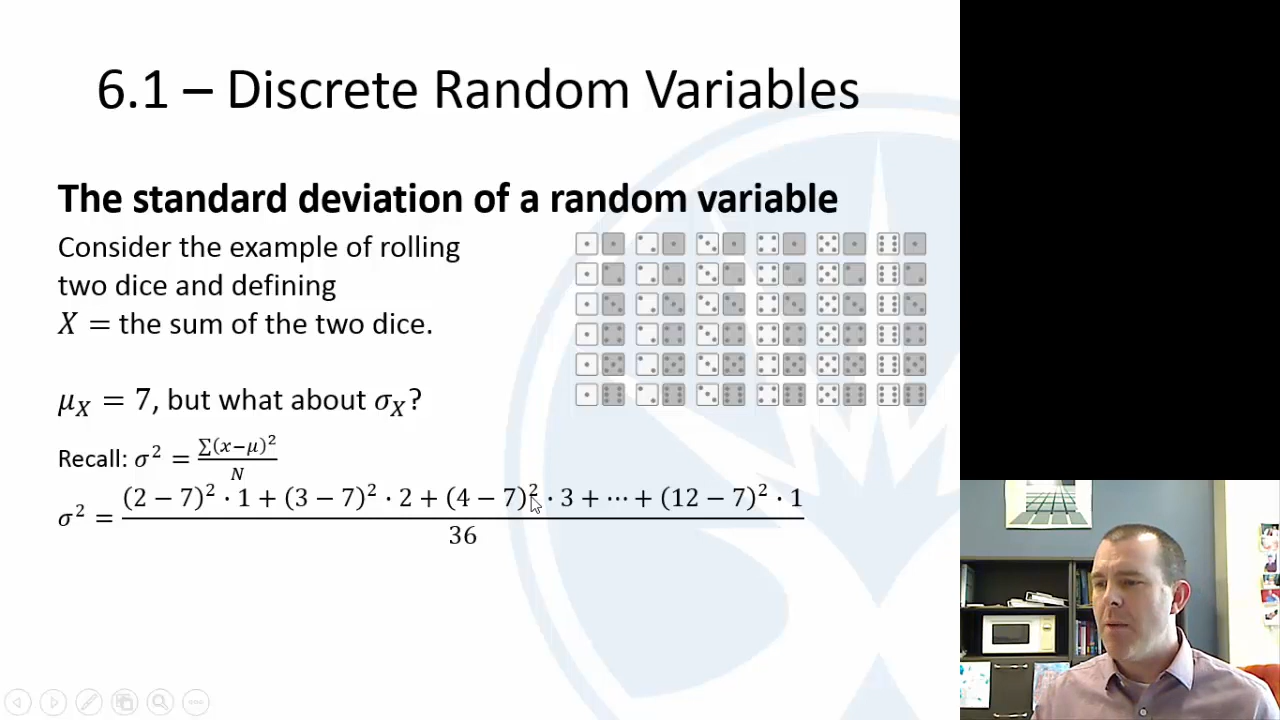 6.1 – Discrete Random Variables
The standard deviation of a random variable
Consider the example of rolling
two dice and defining
X = the sum of the two dice.
μ_X = 7, but what about σ_X?
Recall: σ² = ∑(x−μ)² / N
σ² = ((2 − 7)² · 1 + (3 − 7)² · 2 + (4 − 7)² · 3 + ⋯ + (12 − 7)² · 1) / 36